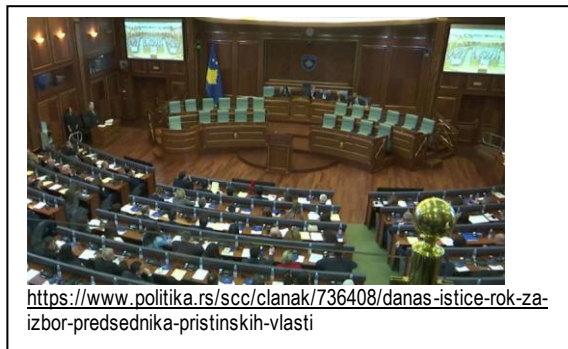 https://www.politika.rs/scc/clanak/736408/danas-istice-rok-za-
izbor-predsednika-pristinskih-vlasti